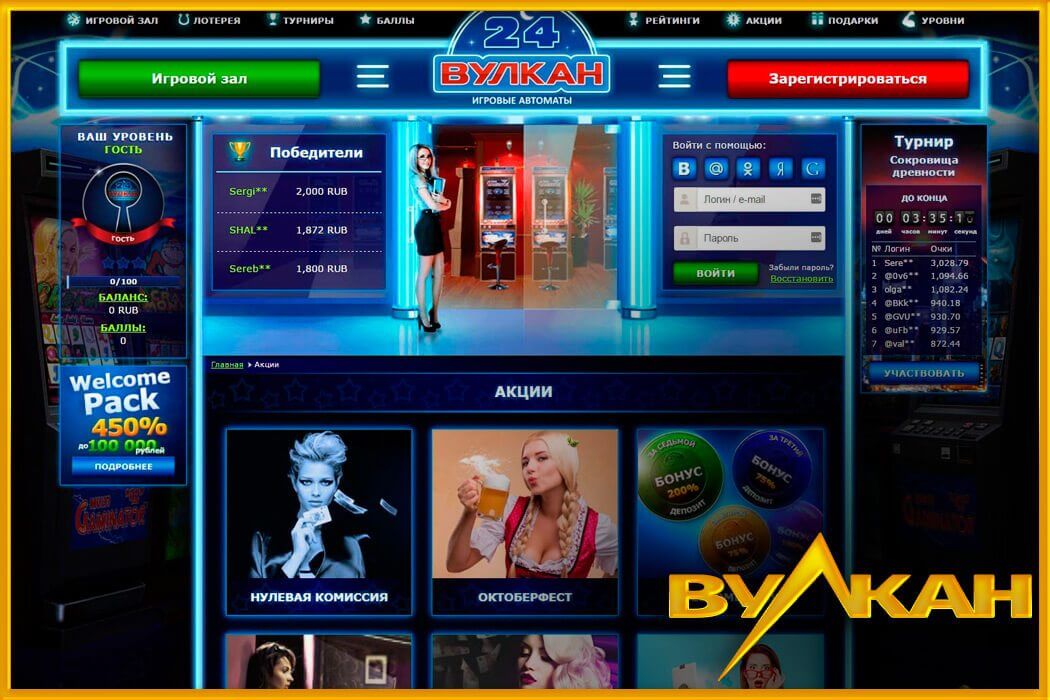 ИГРОВОЙ ЗАЛ
ЛОТЕРЕЯ
ТУРНИРЫ
БАЛЛЫ
РЕЙТИНГИ
АКЦИИ
ПОДАРКИ
УРОВНИ
24
ВУЛКАН
ИГРОВЫЕ АВТОМАТЫ
Игровой зал
Зарегистрироваться
ВАШ УРОВЕНЬ
ГОСТЬ
ГОСТЬ
0/100
БАЛАНС:
0 RUB
БАЛЛЫ:
0
Welcome
Pack
450%
до 100 000
рублей
ПОДРОБНЕЕ
Победители
Sergi** 2,000 RUB
SHAL** 1,872 RUB
Sereb** 1,800 RUB
Войти с помощью:
В @ Я G
Логин / e-mail
Пароль
ВОЙТИ
Забыли пароль?
Восстановить
Турнир
Сокровища
древности
ДО КОНЦА
дней часов минут секунд
№ Логин Очки
1 Sere** 3,028.79
2 @0v6** 1,094.66
3 olga** 1,082.24
4 @BKk** 940.18
5 @GVU** 930.70
6 @uFb** 929.57
7 @val** 872.44
УЧАСТВОВАТЬ
Главная Акции
АКЦИИ
НУЛЕВАЯ КОМИССИЯ
ОКТОБЕРФЕСТ
ЗА СЕДЬМОЙ
БОНУС
200%
ДЕПОЗИТ
ЗА ТРЕТИЙ
БОНУС
75%
ДЕПОЗИТ
БОНУС
75%
ДЕПОЗИТ
ВУЛКАН